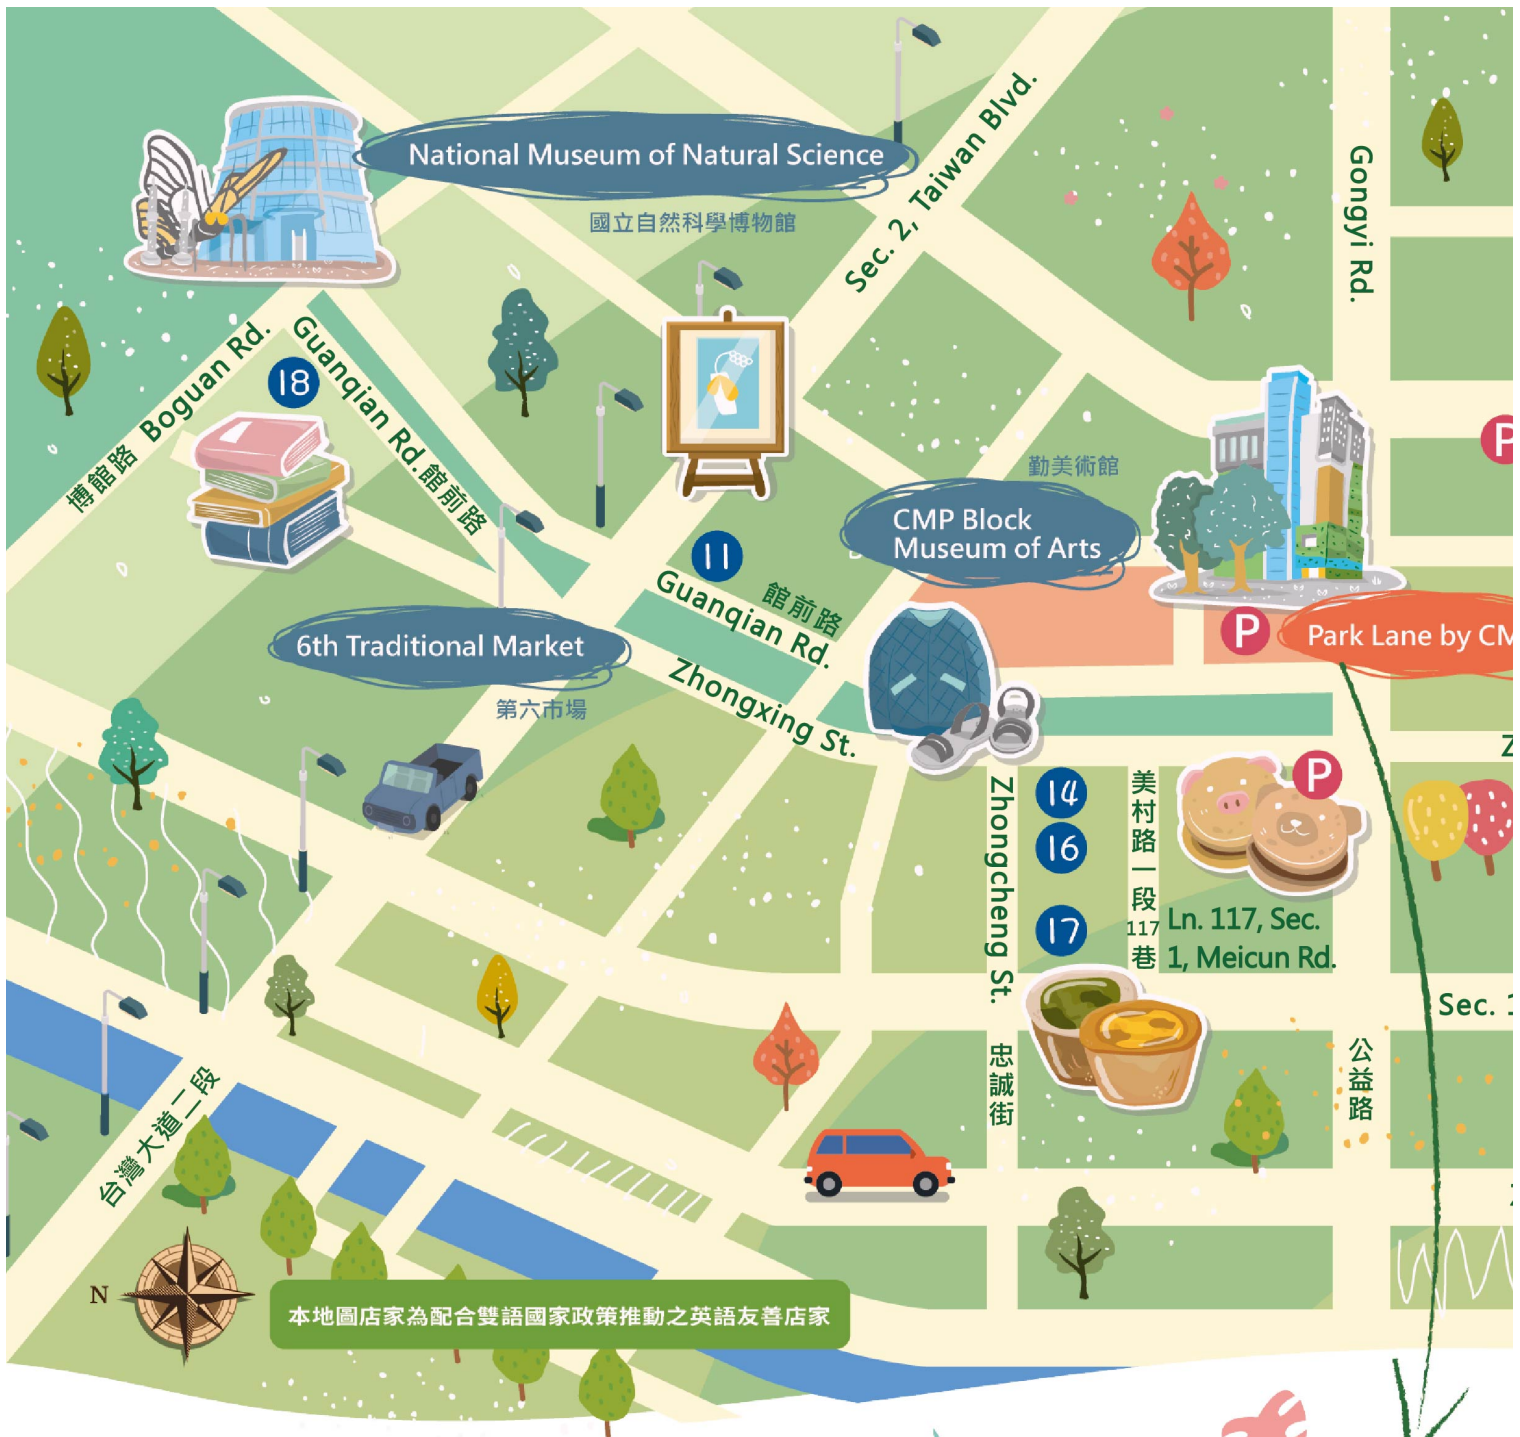 National Museum of Natural Science
國立自然科學博物館
Sec. 2, Taiwan Blvd.
Gongyi Rd.
博館路 Boguan Rd.
Guanqian Rd. 館前路
18
P
勤美術館
CMP Block
Museum of Arts
11
館前路
Guanqian Rd.
P
Park Lane by CM
6th Traditional Market
第六市場
Zhongxing St.
Z
P
Zhongcheng St.
忠誠街
14
16
17
美村路一段117巷
Ln. 117, Sec.
1, Meicun Rd.
Sec. 1
公益路
台灣大道二段
N
本地圖店家為配合雙語國家政策推動之英語友善店家